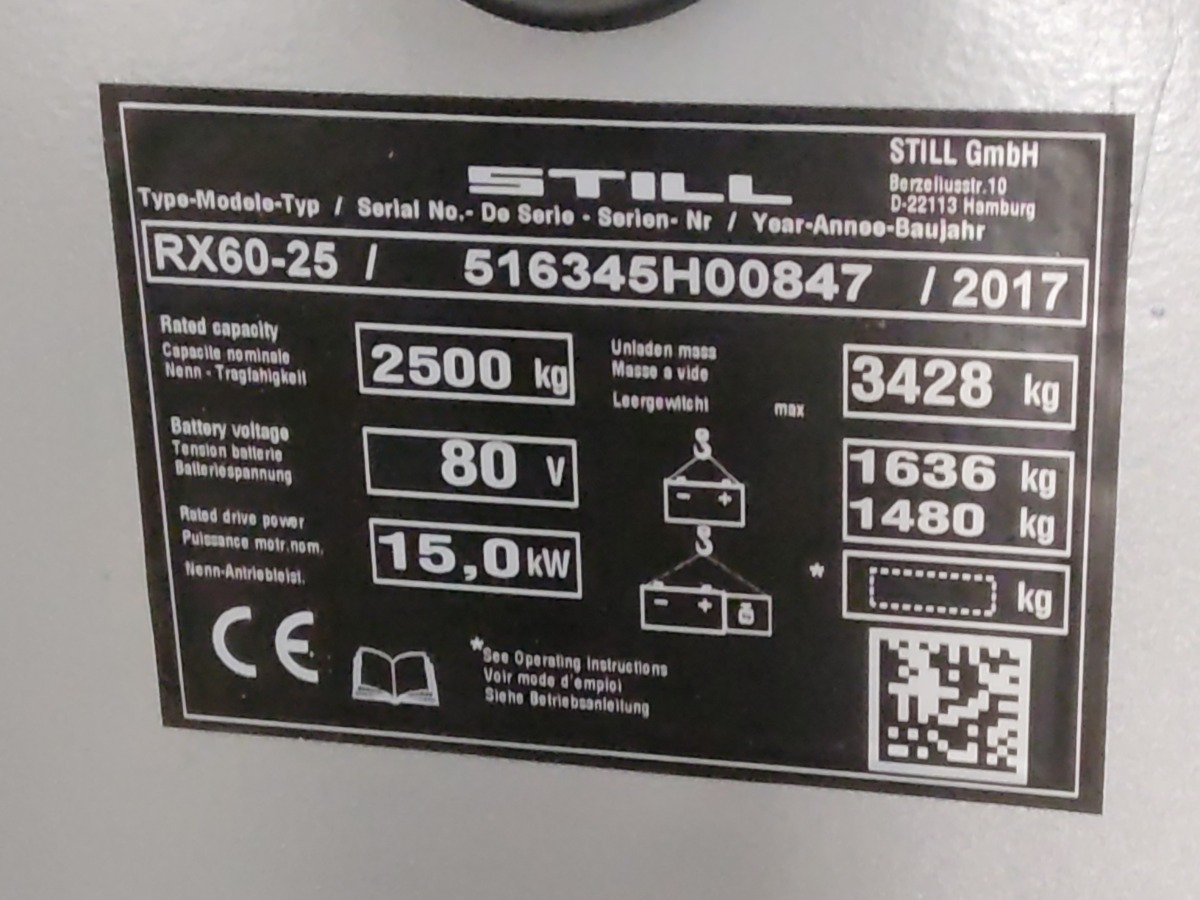 STILL GmbH
Berzeliusstr.10
D-22113 Hamburg
STILL
Type-Modele-Typ / Serial No.- De Serie - Serien- Nr / Year-Annee-Baujahr
RX60-25 / 516345H00847 / 2017
Rated capacity
Capacite nominale
Nenn - Tragfahigkeit
2500 kg
Unladen mass
Masse a vide
Leergewitcht max
3428 kg
Battery voltage
Tension batterie
Batteriespannung
80 V
- +
1636 kg
1480 kg
Rated drive power
Puissance motr.nom.
Nenn-Antriebleist.
15,0 kW
- +
* kg
CE
*See Operating Instructions
Voir mode d'emploi
Siehe Betriebsanleitung